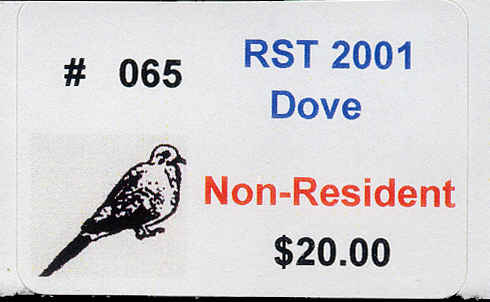 # 065
RST 2001
Dove
Non-Resident
$20.00